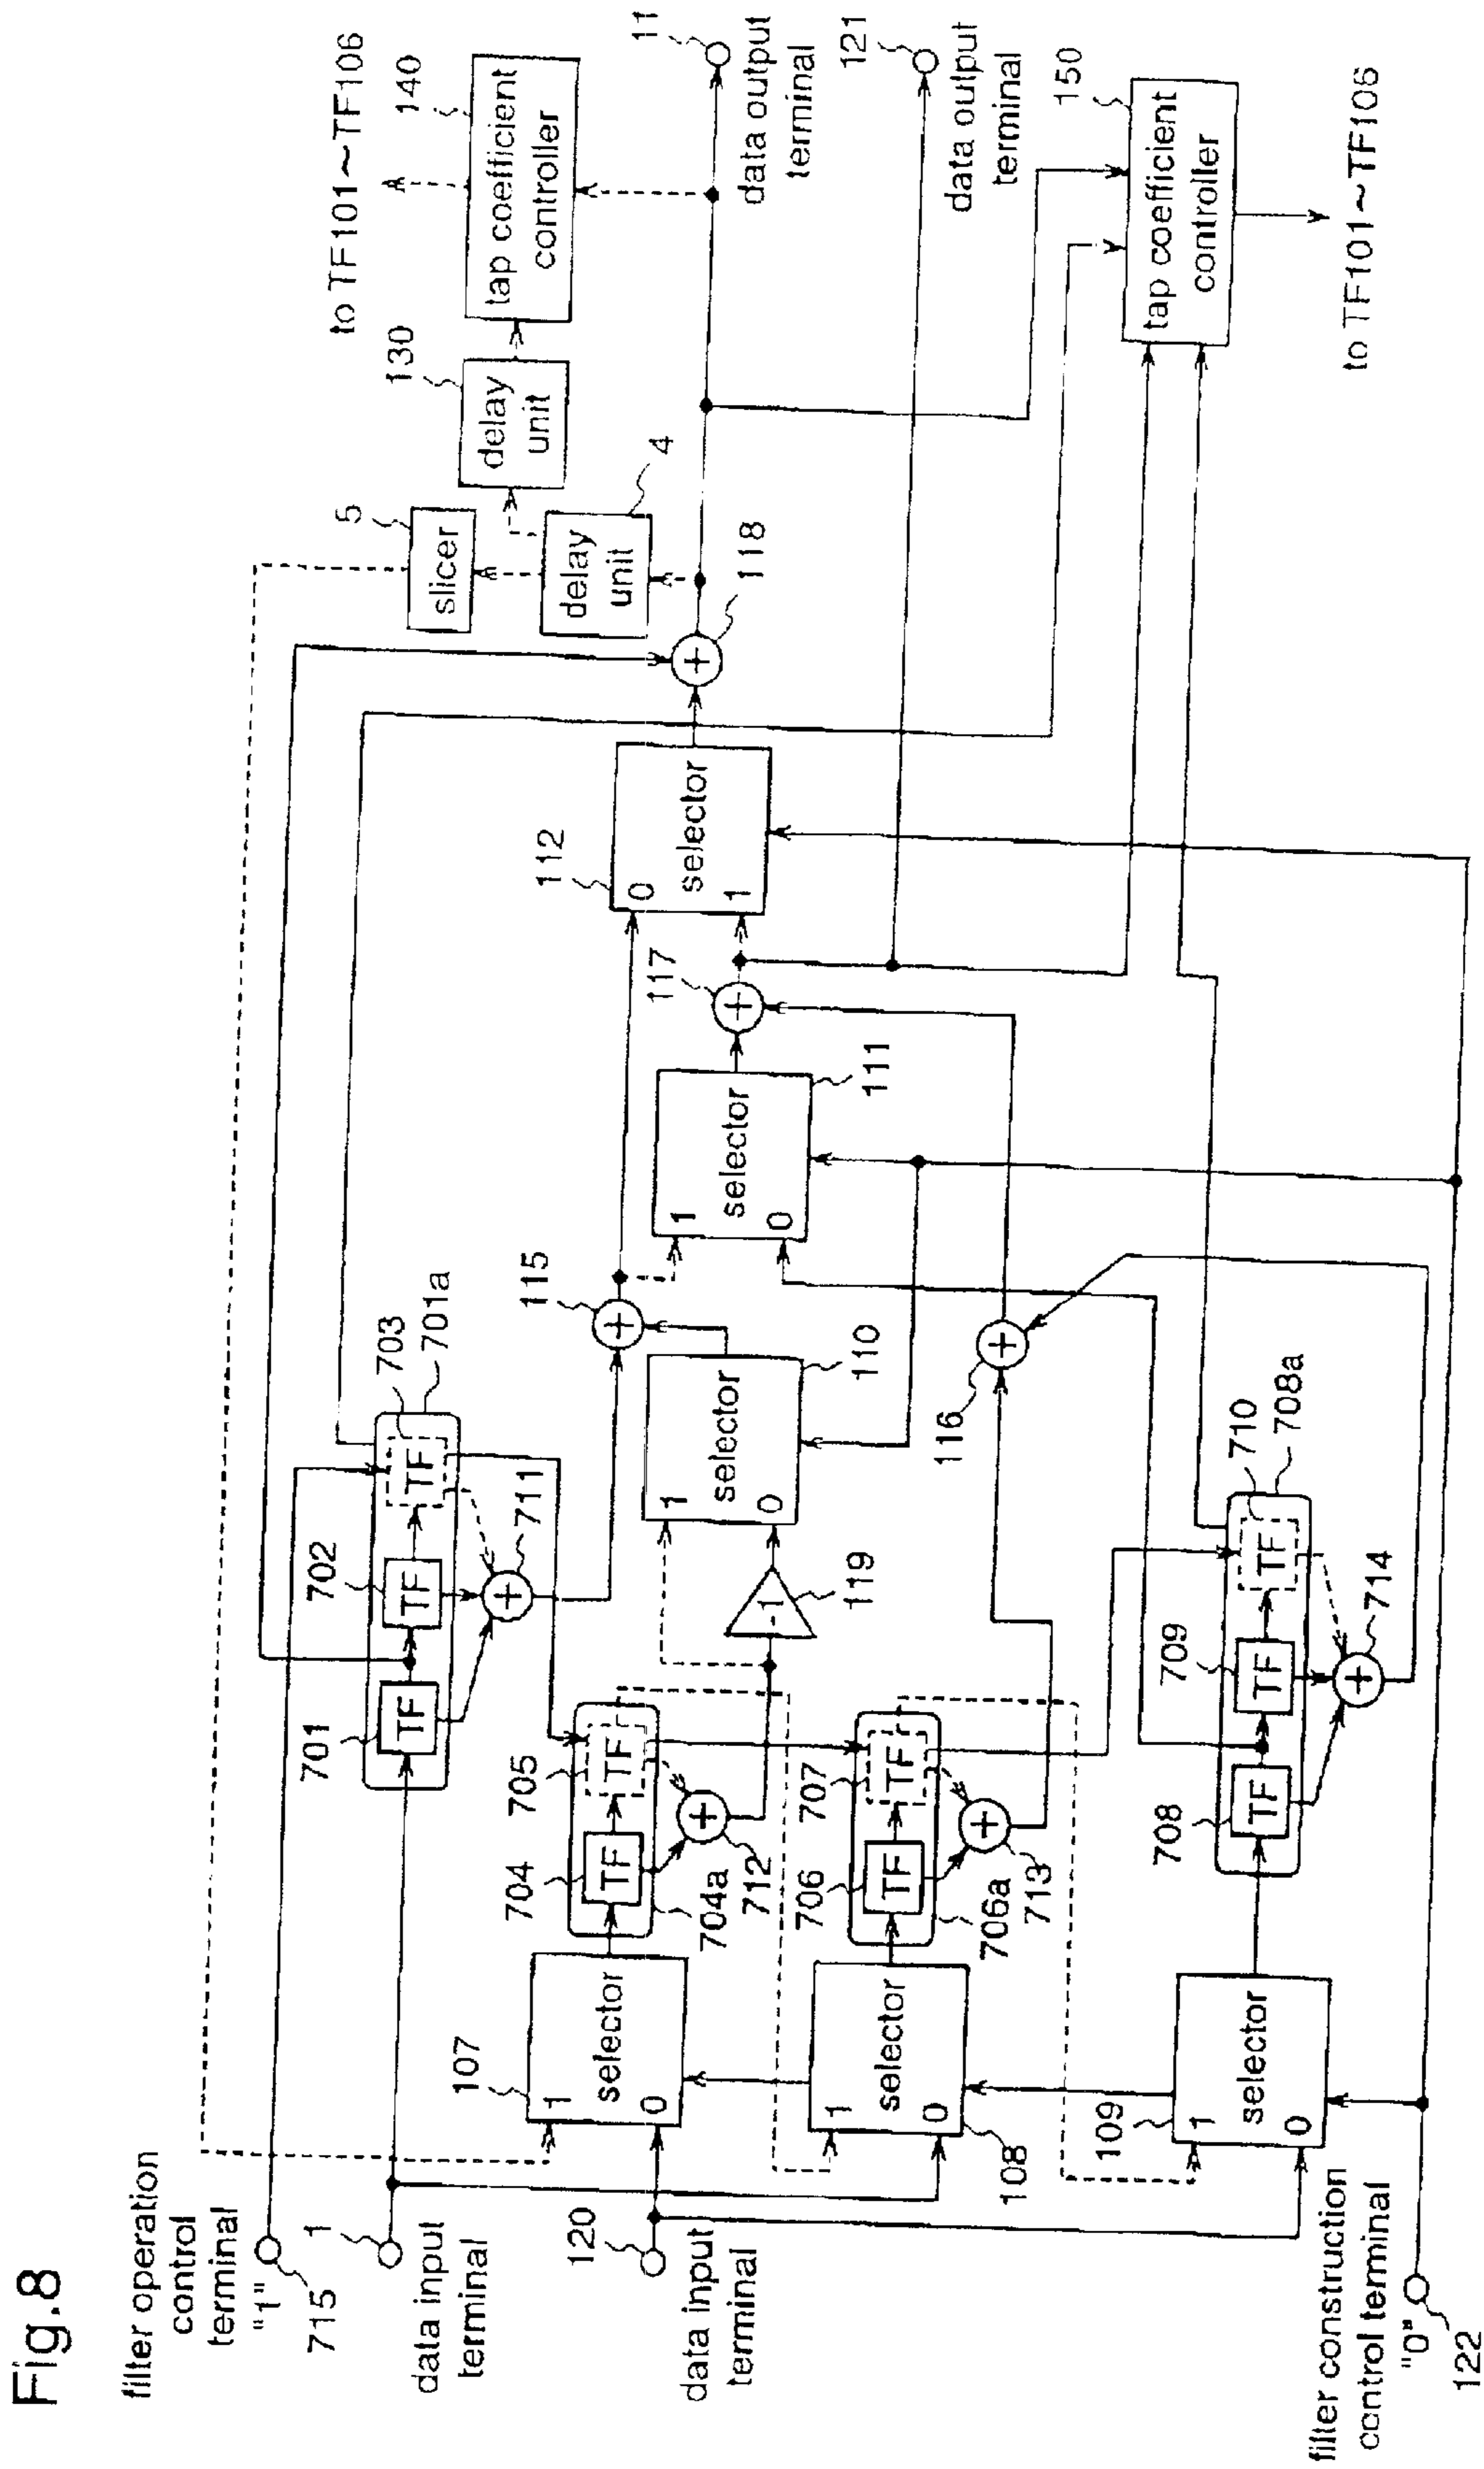 Fig.8
filter operation
control
terminal
"1"
715
1
data input
terminal
120
data input
terminal
filter construction
control terminal
"0"
122
107
1
selector
0
108
1
selector
0
109
1
selector
0
701
TF
702
TF
703
TF
701a
711
+
704
TF
705
TF
704a
712
+
706
TF
707
TF
706a
713
+
708
TF
709
TF
710
TF
708a
714
+
-1
119
110
1
selector
0
115
+
116
+
111
1
selector
0
117
+
112
0
selector
1
118
+
5
slicer
4
delay
unit
130
delay
unit
140
tap coefficient
controller
to TF101~TF106
11
data output
terminal
121
data output
terminal
150
tap coefficient
controller
to TF101~TF106